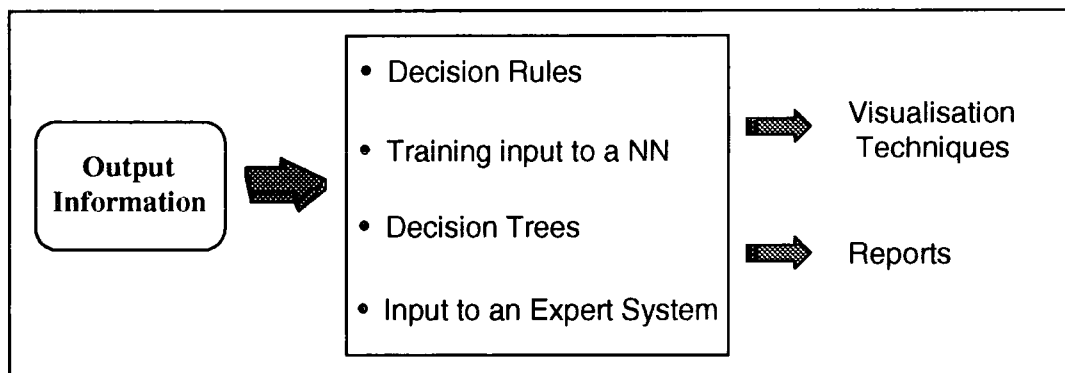 Output
Information
• Decision Rules
• Training input to a NN
• Decision Trees
• Input to an Expert System
Visualisation
Techniques
Reports